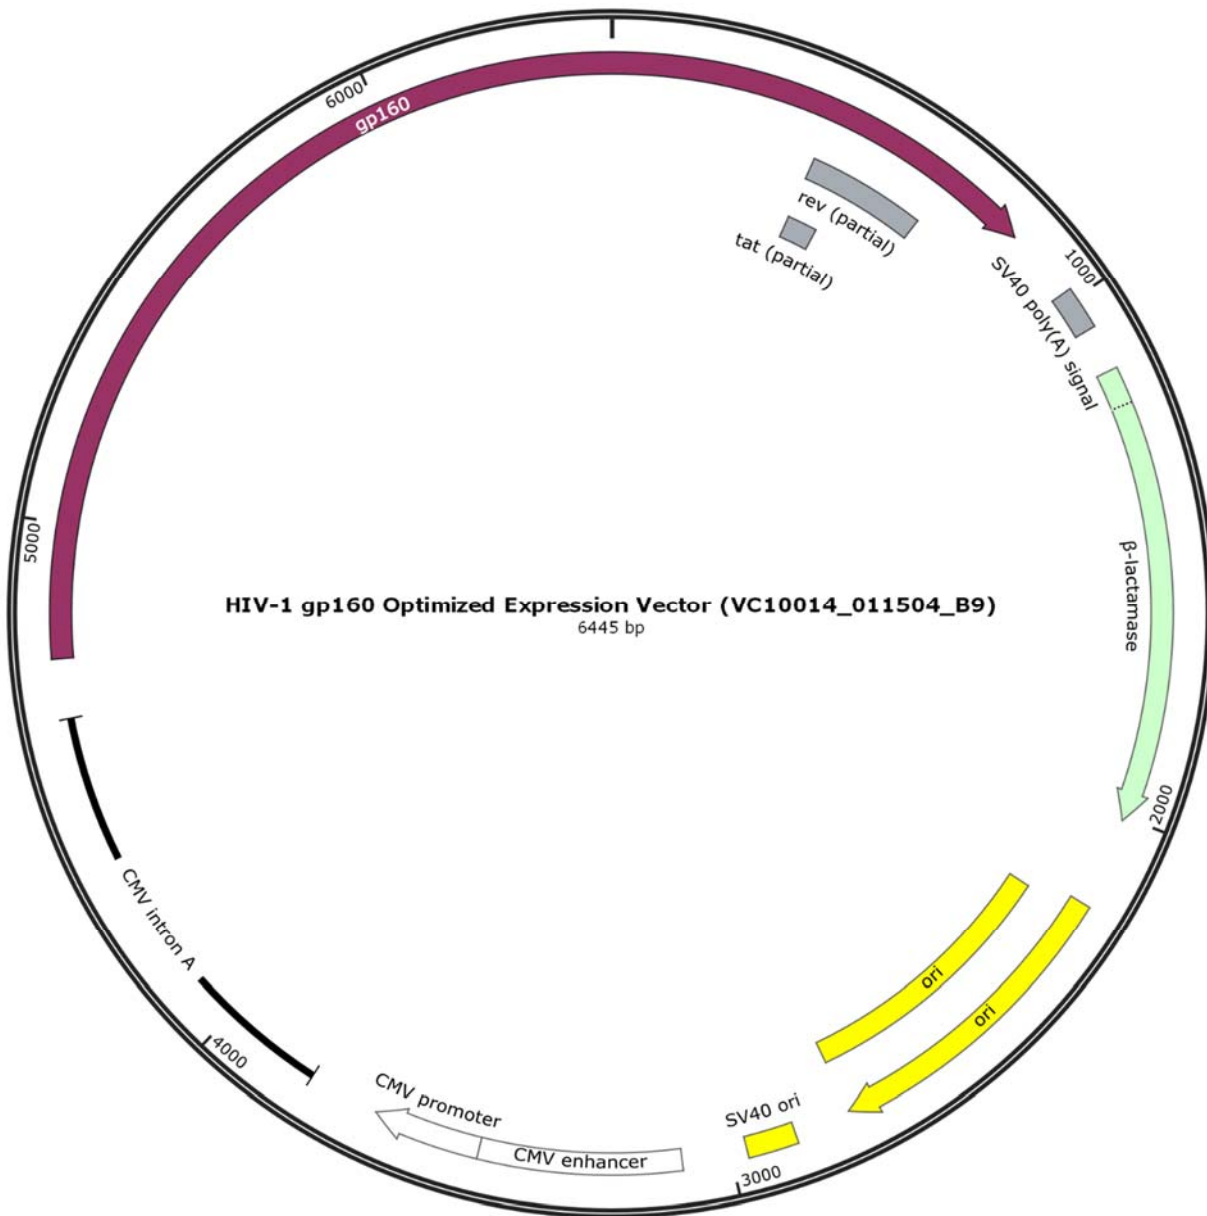 6000
gp160
rev (partial)
tat (partial)
1000
SV40 poly(A) signal
5000
β-lactamase
HIV-1 gp160 Optimized Expression Vector (VC10014_011504_B9)
6445 bp
2000
CMV intron A
ori
ori
4000
CMV promoter
SV40 ori
CMV enhancer
3000